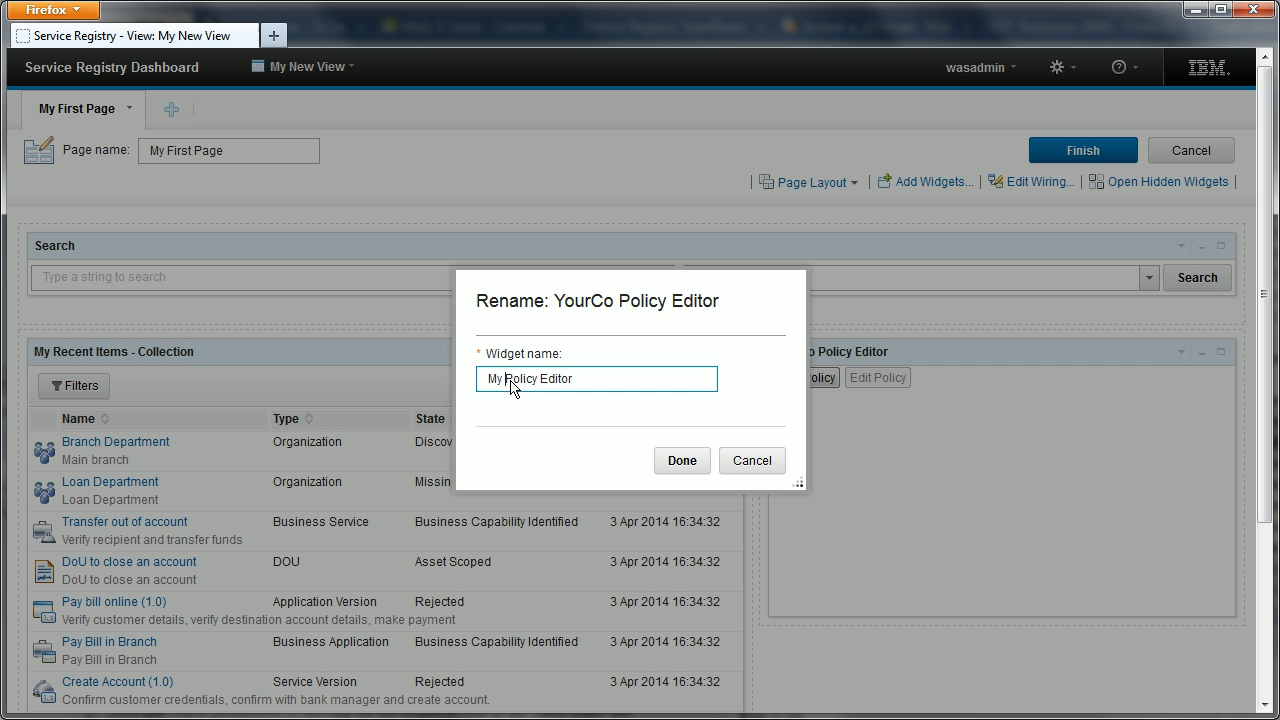 Firefox
Service Registry - View: My New View
Service Registry Dashboard
My New View
wasadmin
IBM
My First Page
Page name:
My First Page
Finish
Cancel
Page Layout
Add Widgets...
Edit Wiring...
Open Hidden Widgets
Search
Type a string to search
Search
My Recent Items - Collection
o Policy Editor
Filters
olicy
Edit Policy
Name
Type
State
Branch Department
Organization
Discov
Main branch
Loan Department
Organization
Missin
Loan Department
Transfer out of account
Business Service
Business Capability Identified
3 Apr 2014 16:34:32
Verify recipient and transfer funds
DoU to close an account
DOU
Asset Scoped
3 Apr 2014 16:34:32
DoU to close an account
Pay bill online (1.0)
Application Version
Rejected
3 Apr 2014 16:34:32
Verify customer details, verify destination account details, make payment
Pay Bill in Branch
Business Application
Business Capability Identified
3 Apr 2014 16:34:32
Pay Bill in Branch
Create Account (1.0)
Service Version
Rejected
3 Apr 2014 16:34:32
Confirm customer credentials, confirm with bank manager and create account.
Rename: YourCo Policy Editor
* Widget name:
My Policy Editor
Done
Cancel